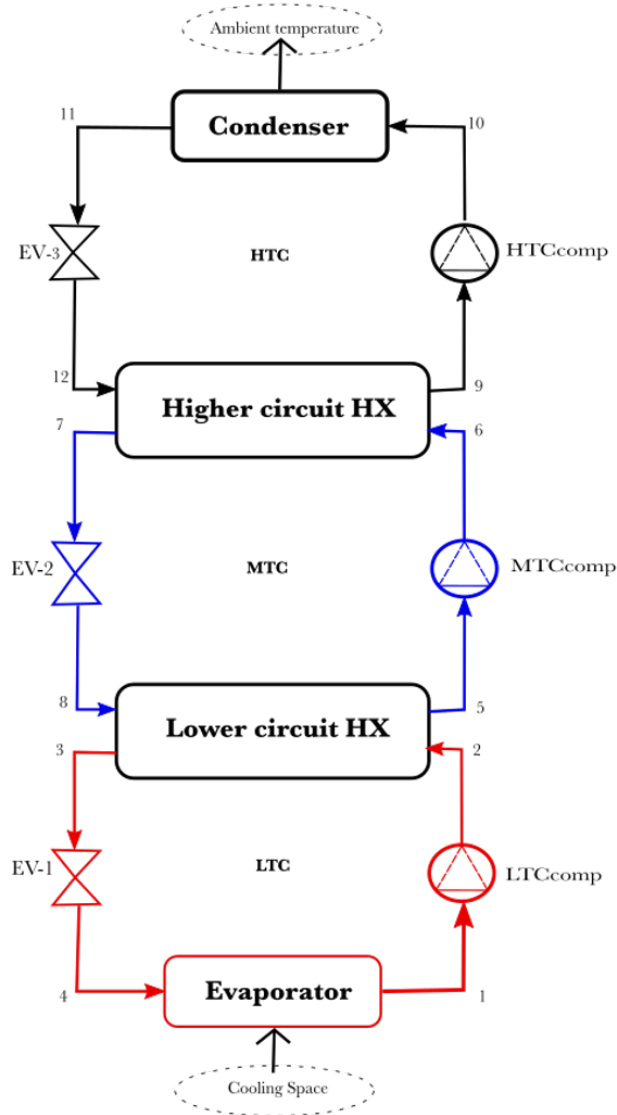 Ambient temperature
11
Condenser
10
EV-3
HTC
HTCcomp
12
Higher circuit HX
9
7
6
EV-2
MTC
MTCcomp
8
Lower circuit HX
5
3
2
EV-1
LTC
LTCcomp
4
Evaporator
1
Cooling Space